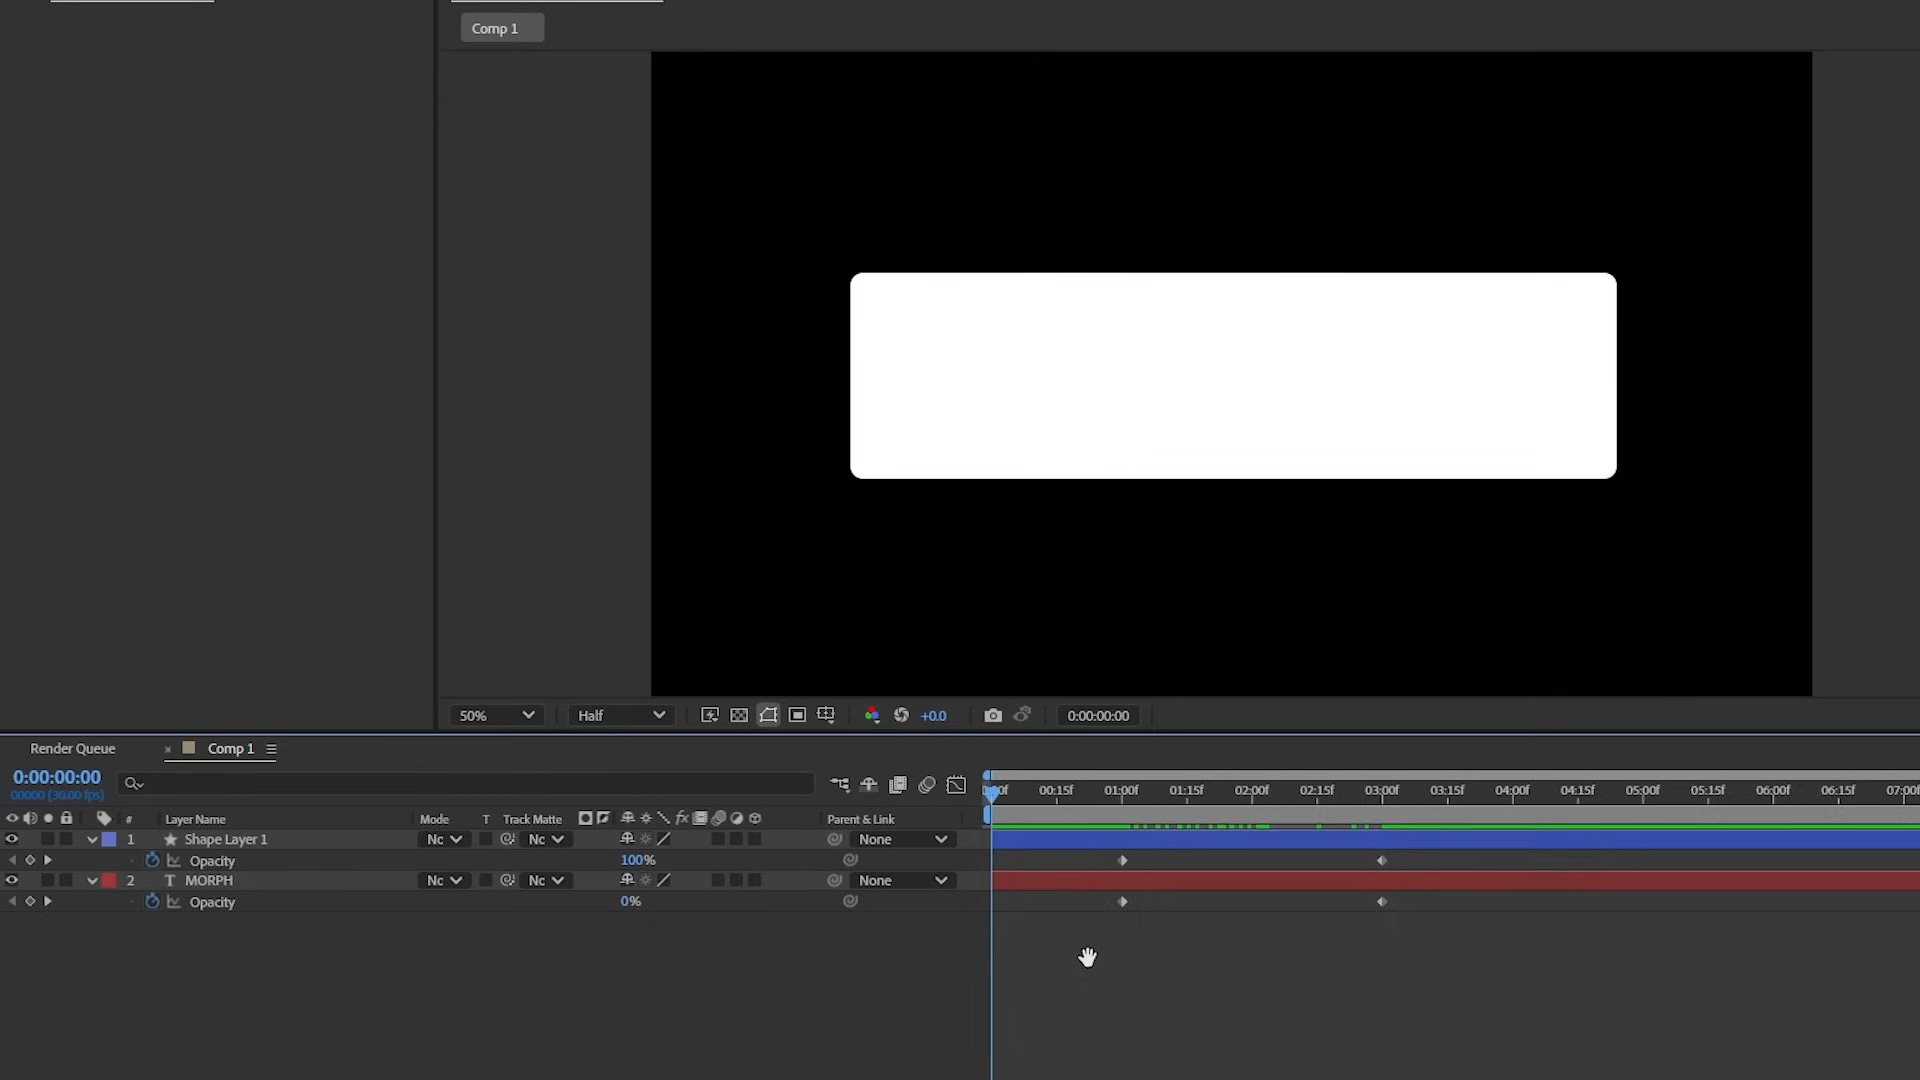 Comp 1
50%
Half
+0.0
0:00:00:00
Render Queue
× Comp 1
0:00:00:00
00000 (30.00 fps)
00:15f 01:00f 01:15f 02:00f 02:15f 03:00f 03:15f 04:00f 04:15f 05:00f 05:15f 06:00f 06:15f 07:00f
# Layer Name Mode T Track Matte fx Parent & Link
1 Shape Layer 1 Nc Nc None
Opacity 100%
2 T MORPH Nc Nc None
Opacity 0%